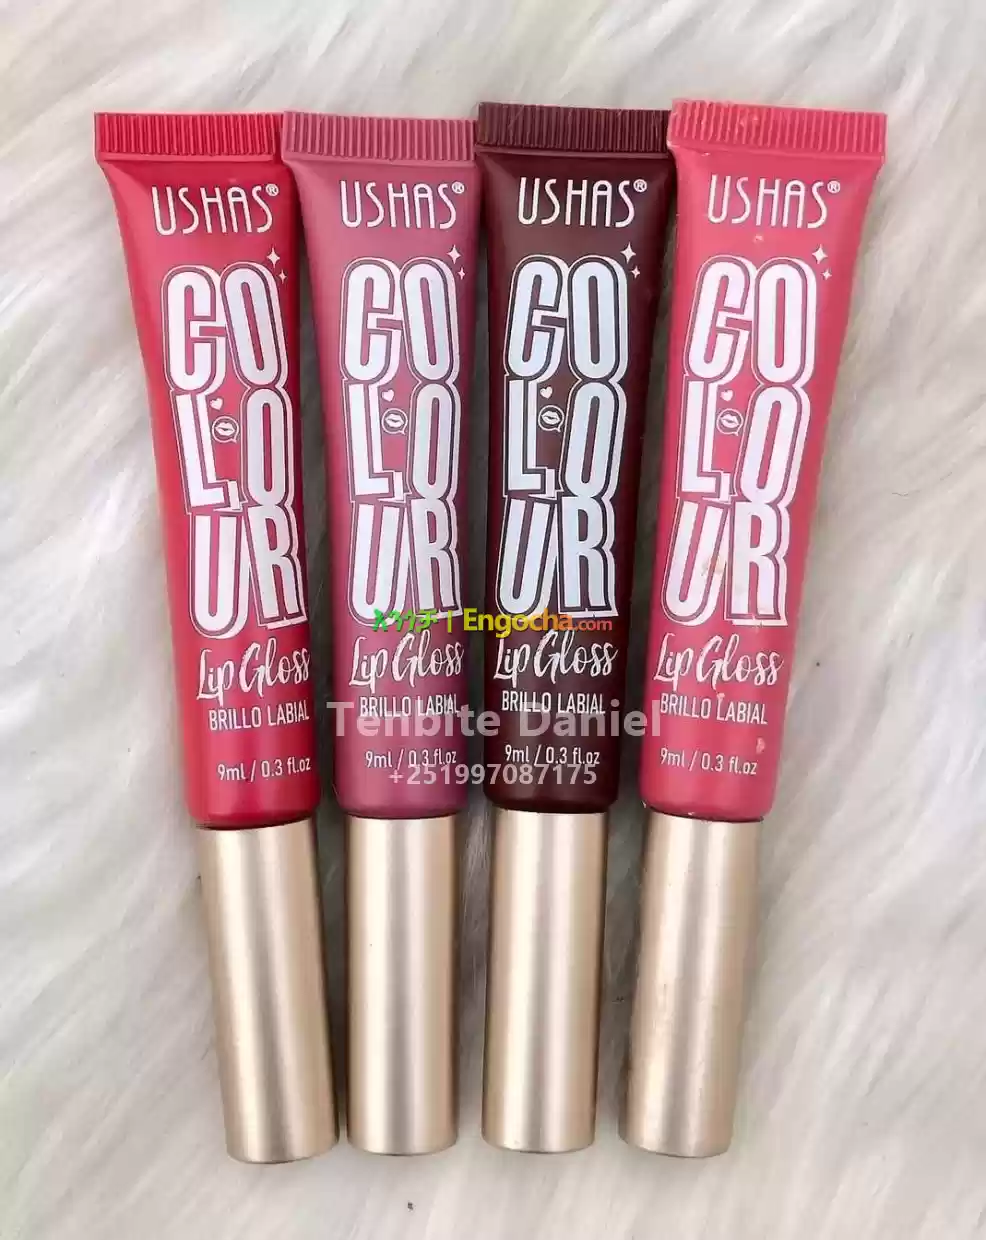 USHAS®
COLOUR
Lip Gloss
BRILLO LABIAL
9ml / 0.3 fl.oz
USHAS®
COLOUR
Lip Gloss
BRILLO LABIAL
9ml / 0.3 fl.oz
USHAS®
COLOUR
Lip Gloss
BRILLO LABIAL
9ml / 0.3 fl.oz
USHAS®
COLOUR
Lip Gloss
BRILLO LABIAL
9ml / 0.3 fl.oz
እንጎቻ | Engocha.com
Tenbite Daniel
+251997087175